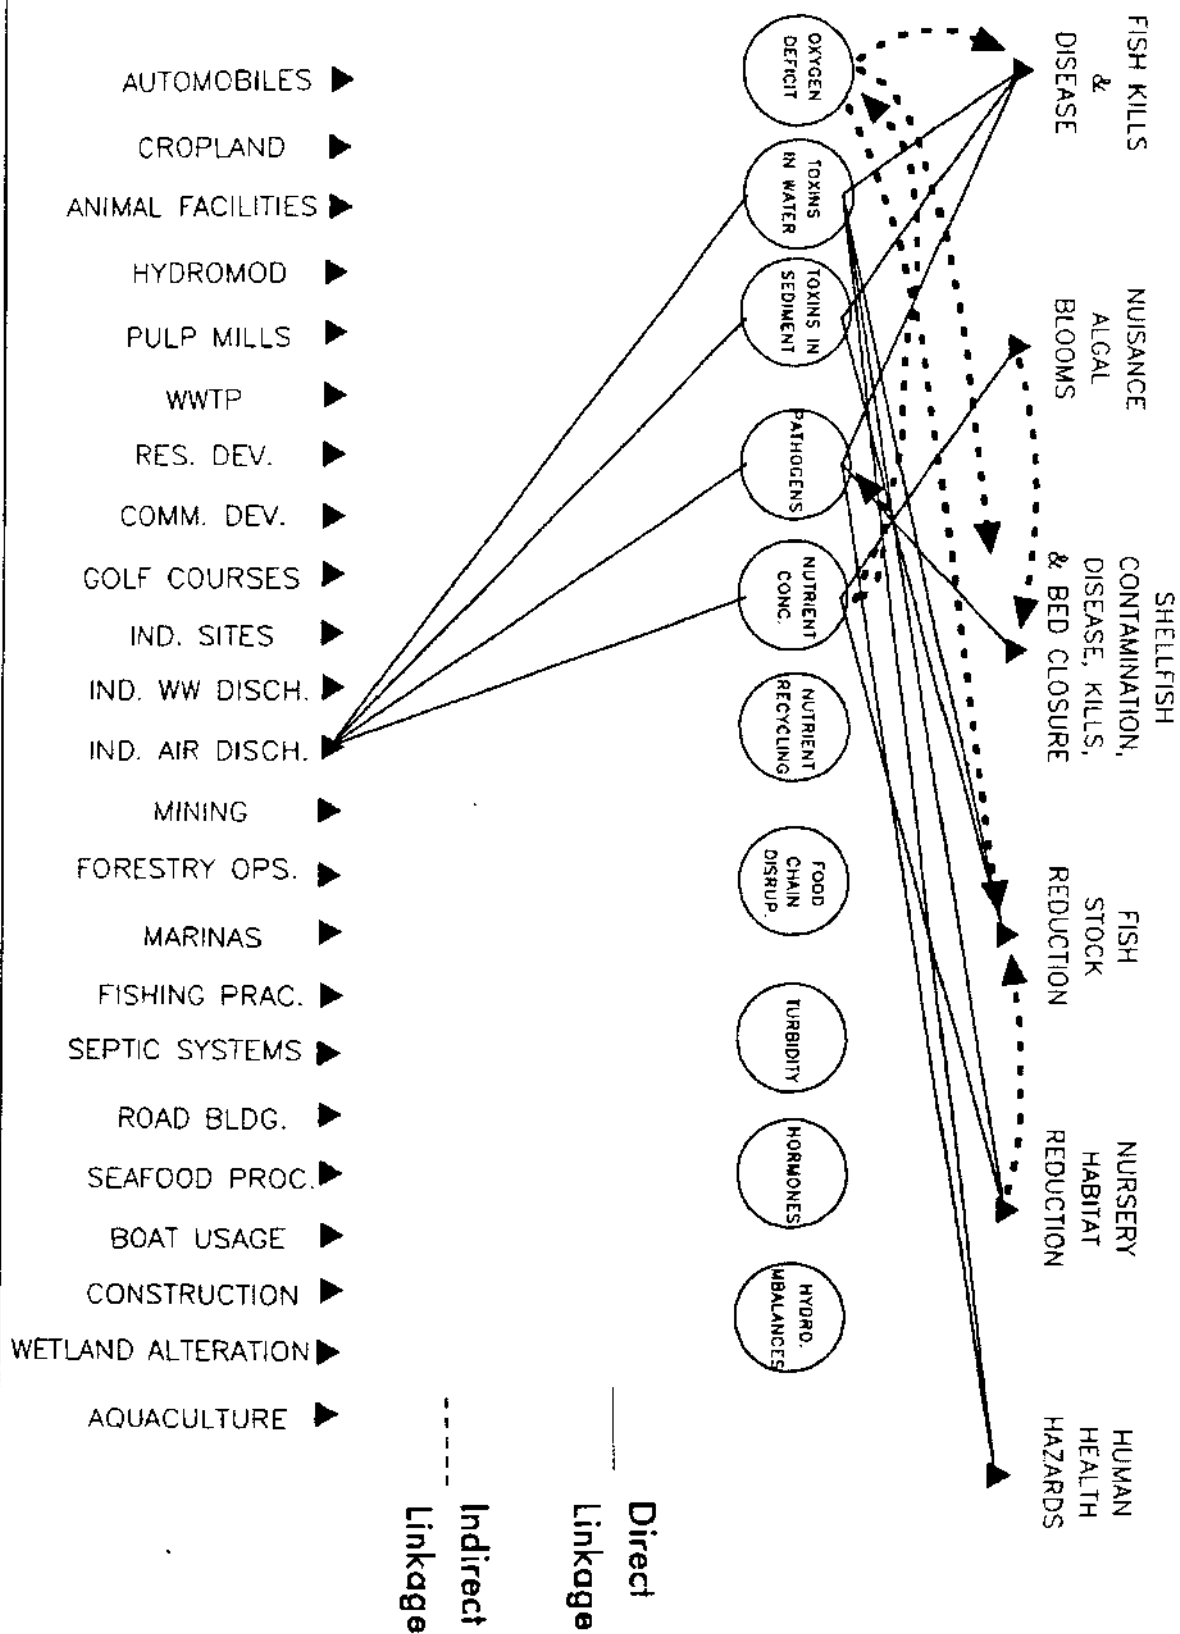 AUTOMOBILES
CROPLAND
ANIMAL FACILITIES
HYDROMOD
PULP MILLS
WWTP
RES. DEV.
COMM. DEV.
GOLF COURSES
IND. SITES
IND. WW DISCH.
IND. AIR DISCH.
MINING
FORESTRY OPS.
MARINAS
FISHING PRAC.
SEPTIC SYSTEMS
ROAD BLDG.
SEAFOOD PROC.
BOAT USAGE
CONSTRUCTION
WETLAND ALTERATION
AQUACULTURE
OXYGEN
DEFICIT
TOXINS
IN WATER
TOXINS IN
SEDIMENT
PATHOGENS
NUTRIENT
CONC.
NUTRIENT
RECYCLING
FOOD
CHAIN
DISRUP.
TURBIDITY
HORMONES
HYDRO.
IMBALANCES
FISH KILLS
&
DISEASE
NUISANCE
ALGAL
BLOOMS
SHELLFISH
CONTAMINATION,
DISEASE, KILLS,
& BED CLOSURE
FISH
STOCK
REDUCTION
NURSERY
HABITAT
REDUCTION
HUMAN
HEALTH
HAZARDS
Direct
Linkage
Indirect
Linkage